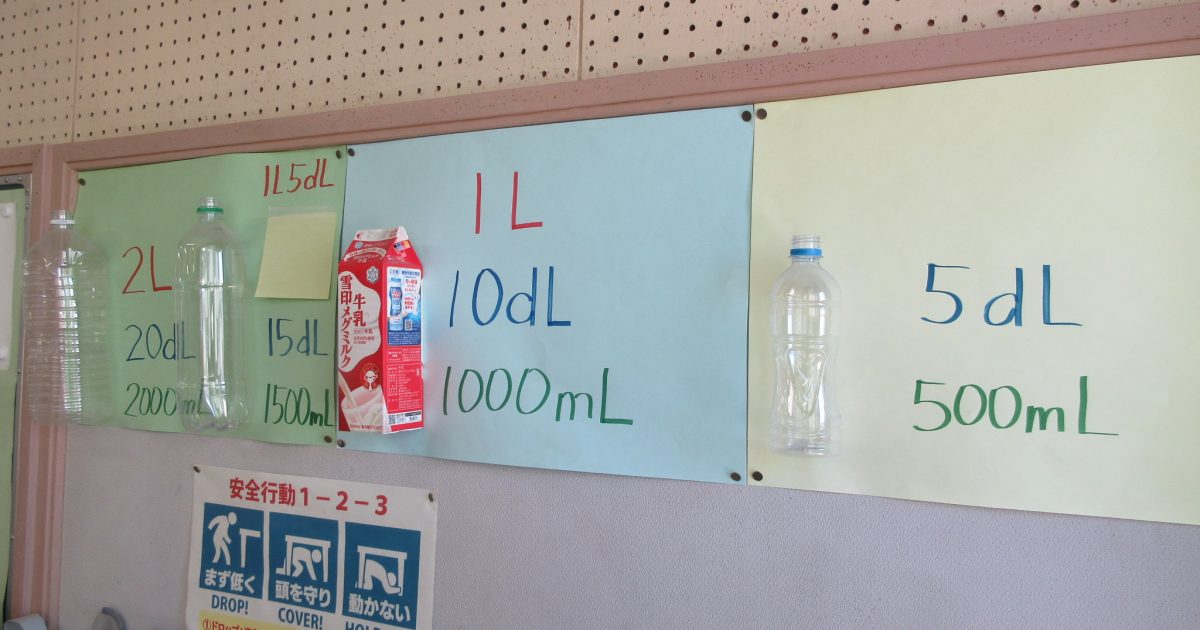 2L
20dL
2000mL
1L5dL
15dL
1500mL
雪印メグミルク
牛乳
1L
10dL
1000mL
5dL
500mL
安全行動1-2-3
まず低く
DROP!
頭を守り
COVER!
動かない